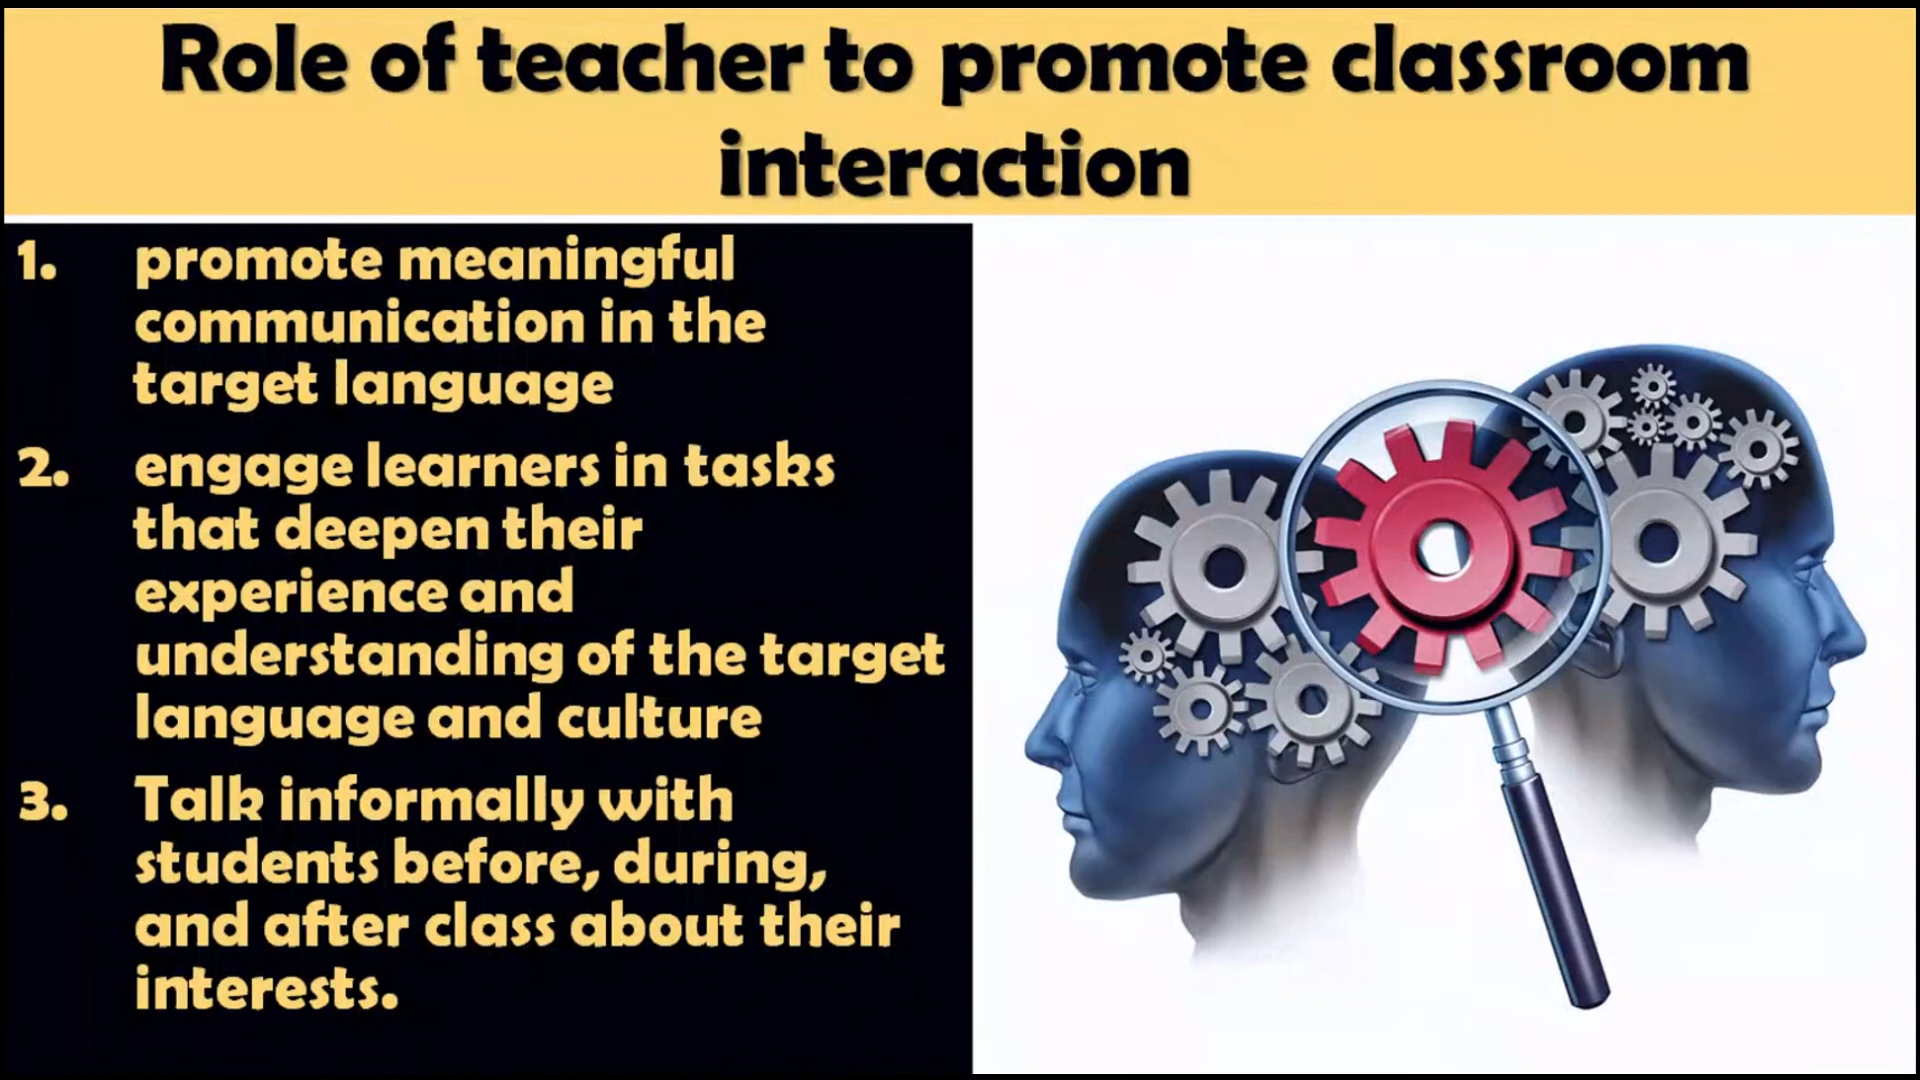 Role of teacher to promote classroom
interaction
1. promote meaningful
communication in the
target language
2. engage learners in tasks
that deepen their
experience and
understanding of the target
language and culture
3. Talk informally with
students before, during,
and after class about their
interests.